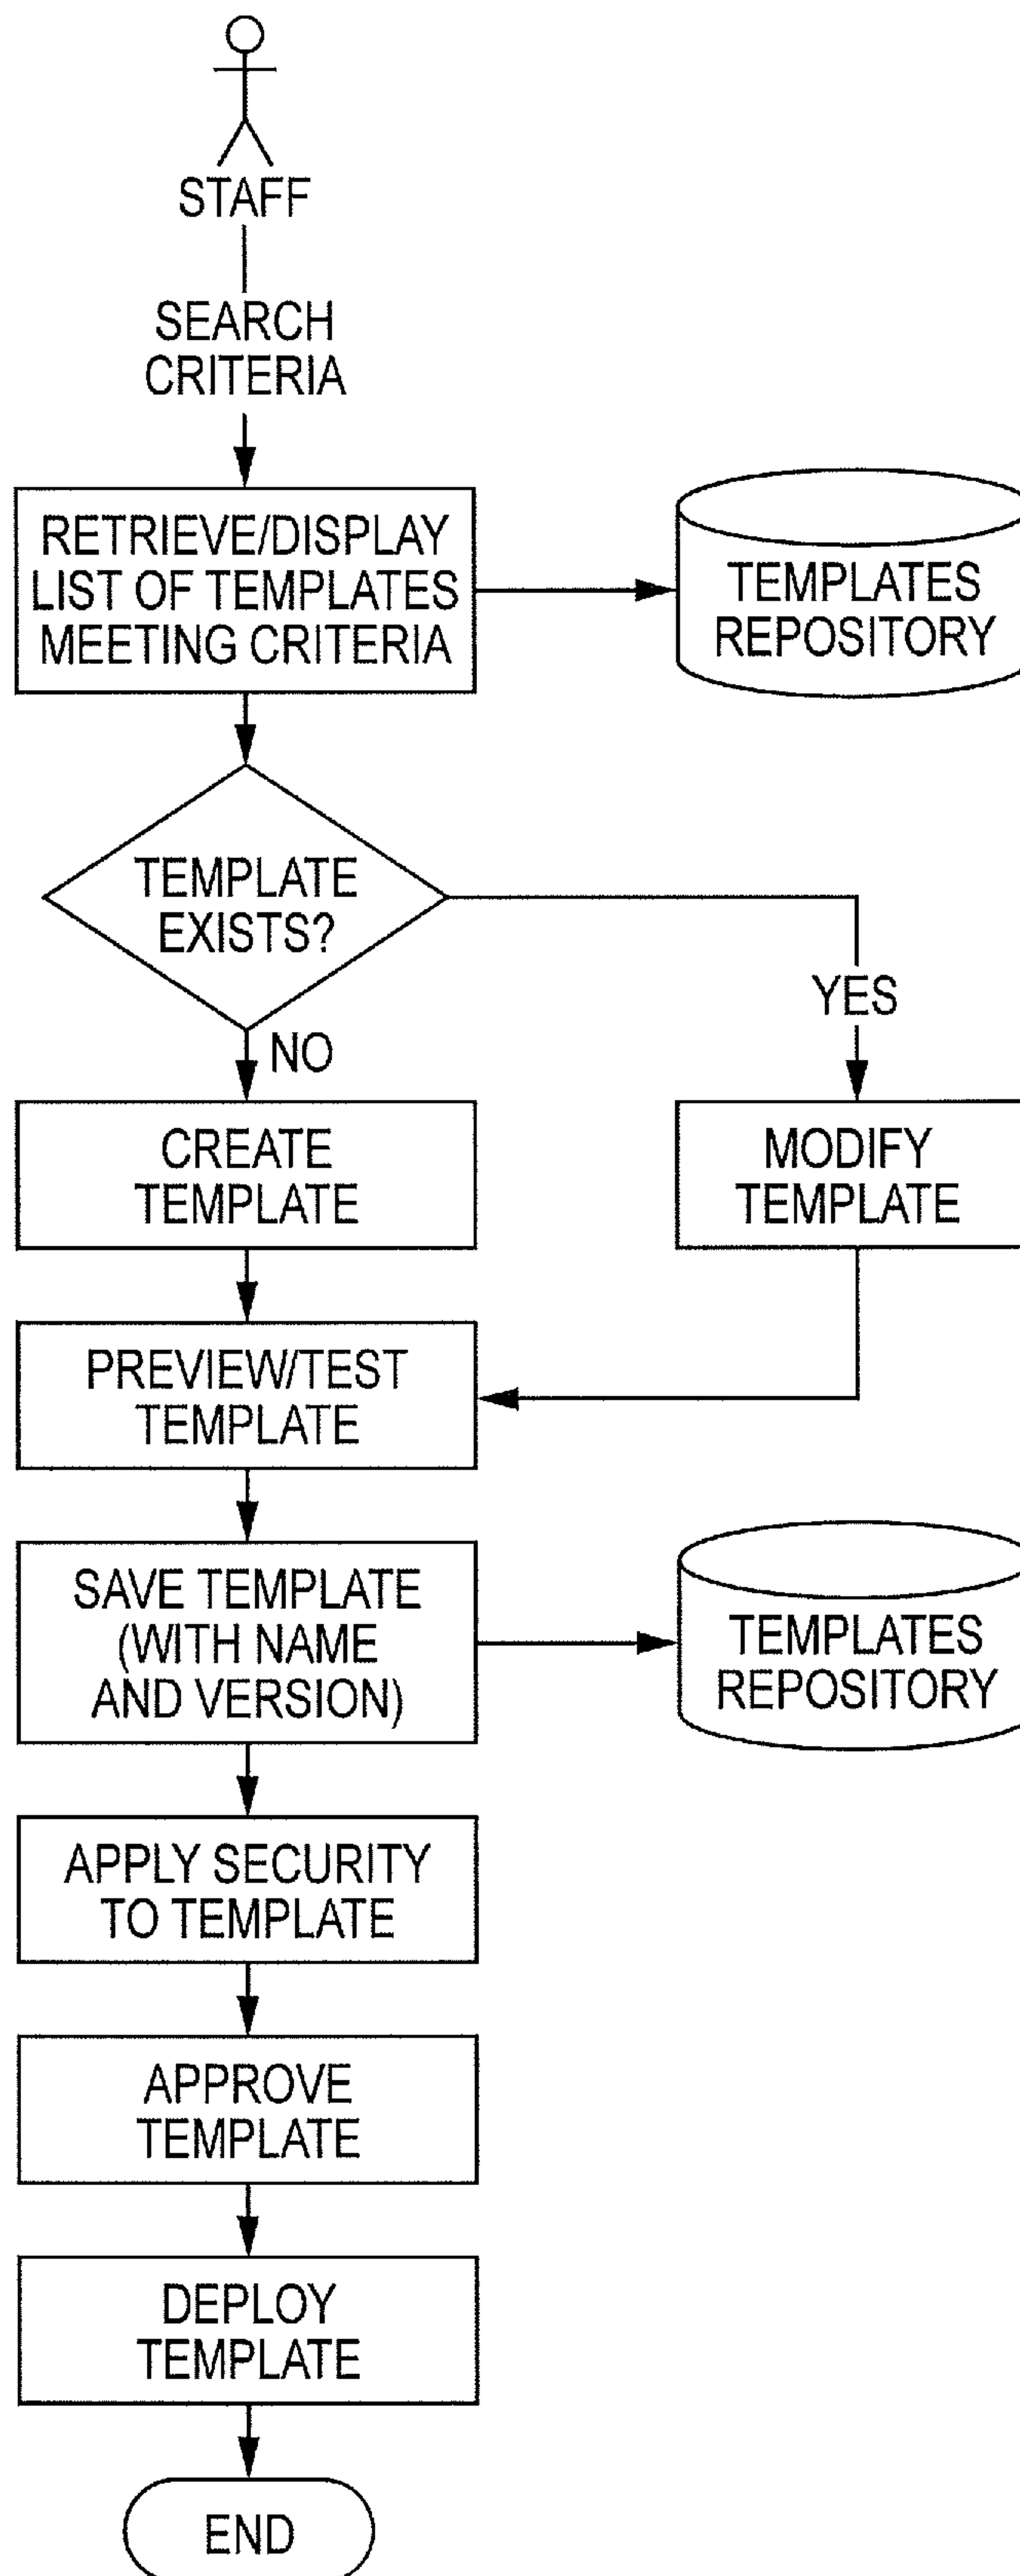 STAFF
SEARCH
CRITERIA
RETRIEVE/DISPLAY
LIST OF TEMPLATES
MEETING CRITERIA
TEMPLATES
REPOSITORY
TEMPLATE
EXISTS?
YES
NO
CREATE
TEMPLATE
MODIFY
TEMPLATE
PREVIEW/TEST
TEMPLATE
SAVE TEMPLATE
(WITH NAME
AND VERSION)
TEMPLATES
REPOSITORY
APPLY SECURITY
TO TEMPLATE
APPROVE
TEMPLATE
DEPLOY
TEMPLATE
END